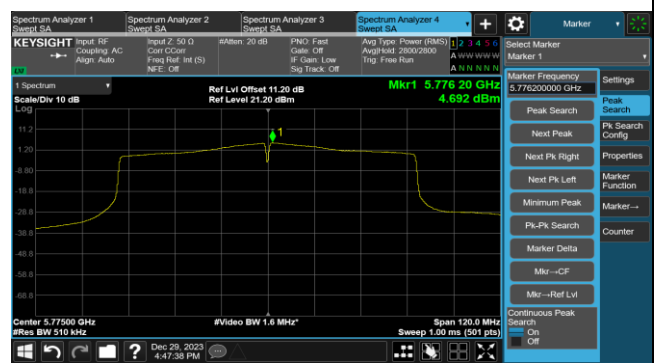 Spectrum Analyzer 1
Swept SA
Spectrum Analyzer 2
Swept SA
Spectrum Analyzer 3
Swept SA
Spectrum Analyzer 4
Swept SA
Marker
KEYSIGHT
Input: RF
Coupling: AC
Align: Auto
Input Z: 50 Ω
Corr CCorr
Freq Ref: Int (S)
NFE: Off
#Atten: 20 dB
PNO: Fast
Gate: Off
IF Gain: Low
Sig Track: Off
Avg Type: Power (RMS)
Avg|Hold: 2800/2800
Trig: Free Run
1 2 3 4 5 6
A W W W W W
A N N N N N
Select Marker
Marker 1
1 Spectrum
Scale/Div 10 dB
Log
Ref Lvl Offset 11.20 dB
Ref Level 21.20 dBm
Mkr1 5.776 20 GHz
4.692 dBm
1
11.2
1.20
-8.80
-18.8
-28.8
-38.8
-48.8
-58.8
-68.8
Center 5.77500 GHz
#Res BW 510 kHz
#Video BW 1.6 MHz*
Span 120.0 MHz
Sweep 1.00 ms (501 pts)
Marker Frequency
5.776200000 GHz
Peak Search
Next Peak
Next Pk Right
Next Pk Left
Minimum Peak
Pk-Pk Search
Marker Delta
Mkr→CF
Mkr→Ref Lvl
Continuous Peak
Search
On
Off
Settings
Peak
Search
Pk Search
Config
Properties
Marker
Function
Marker→
Counter
?
Dec 29, 2023
4:47:38 PM